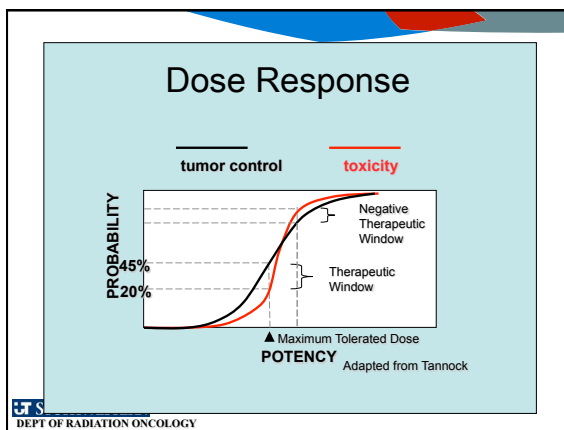 Dose Response
tumor control toxicity
PROBABILITY
45%
20%
Negative
Therapeutic
Window
Therapeutic
Window
▲ Maximum Tolerated Dose
POTENCY
Adapted from Tannock
DEPT OF RADIATION ONCOLOGY